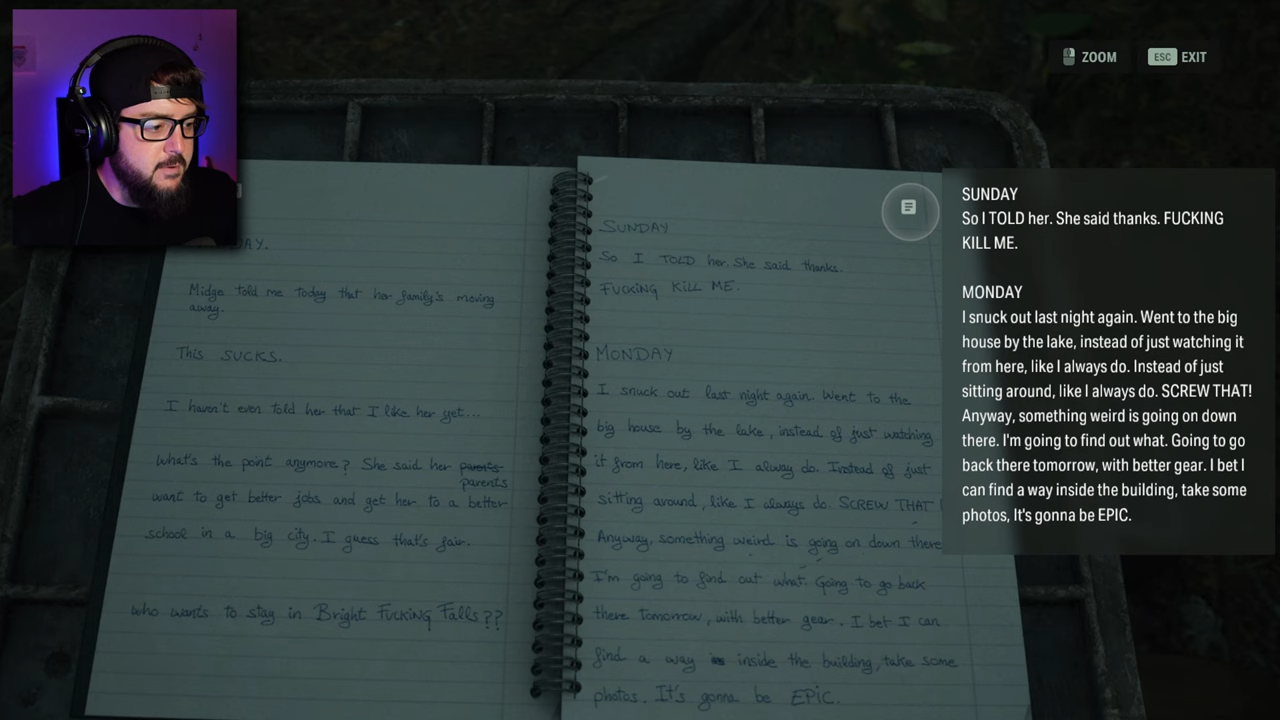 ZOOM
ESC EXIT
DAY.
Midge told me today that her family's moving
away.
This SUCKS.
I haven't even told her that I like her yet...
what's the point anymore? She said her parent's
parents
want to get better jobs and get her to a better
school in a big city. I guess that's fair.
who wants to stay in Bright FUCKING Falls??
SUNDAY
So I TOLD her. She said thanks.
FUCKING KILL ME.
MONDAY
I snuck out last night again. Went to the
big house by the lake, instead of just watching
it from here, like I always do. Instead of just
sitting around, like I always do. SCREW THAT!
Anyway, something weird is going on down there
I'm going to find out what. Going to go back
there tomorrow, with better gear. I bet I can
find a way inside the building, take some
photos. It's gonna be EPIC.
SUNDAY
So I TOLD her. She said thanks. FUCKING
KILL ME.
MONDAY
I snuck out last night again. Went to the big
house by the lake, instead of just watching it
from here, like I always do. Instead of just
sitting around, like I always do. SCREW THAT!
Anyway, something weird is going on down
there. I'm going to find out what. Going to go
back there tomorrow, with better gear. I bet I
can find a way inside the building, take some
photos, It's gonna be EPIC.